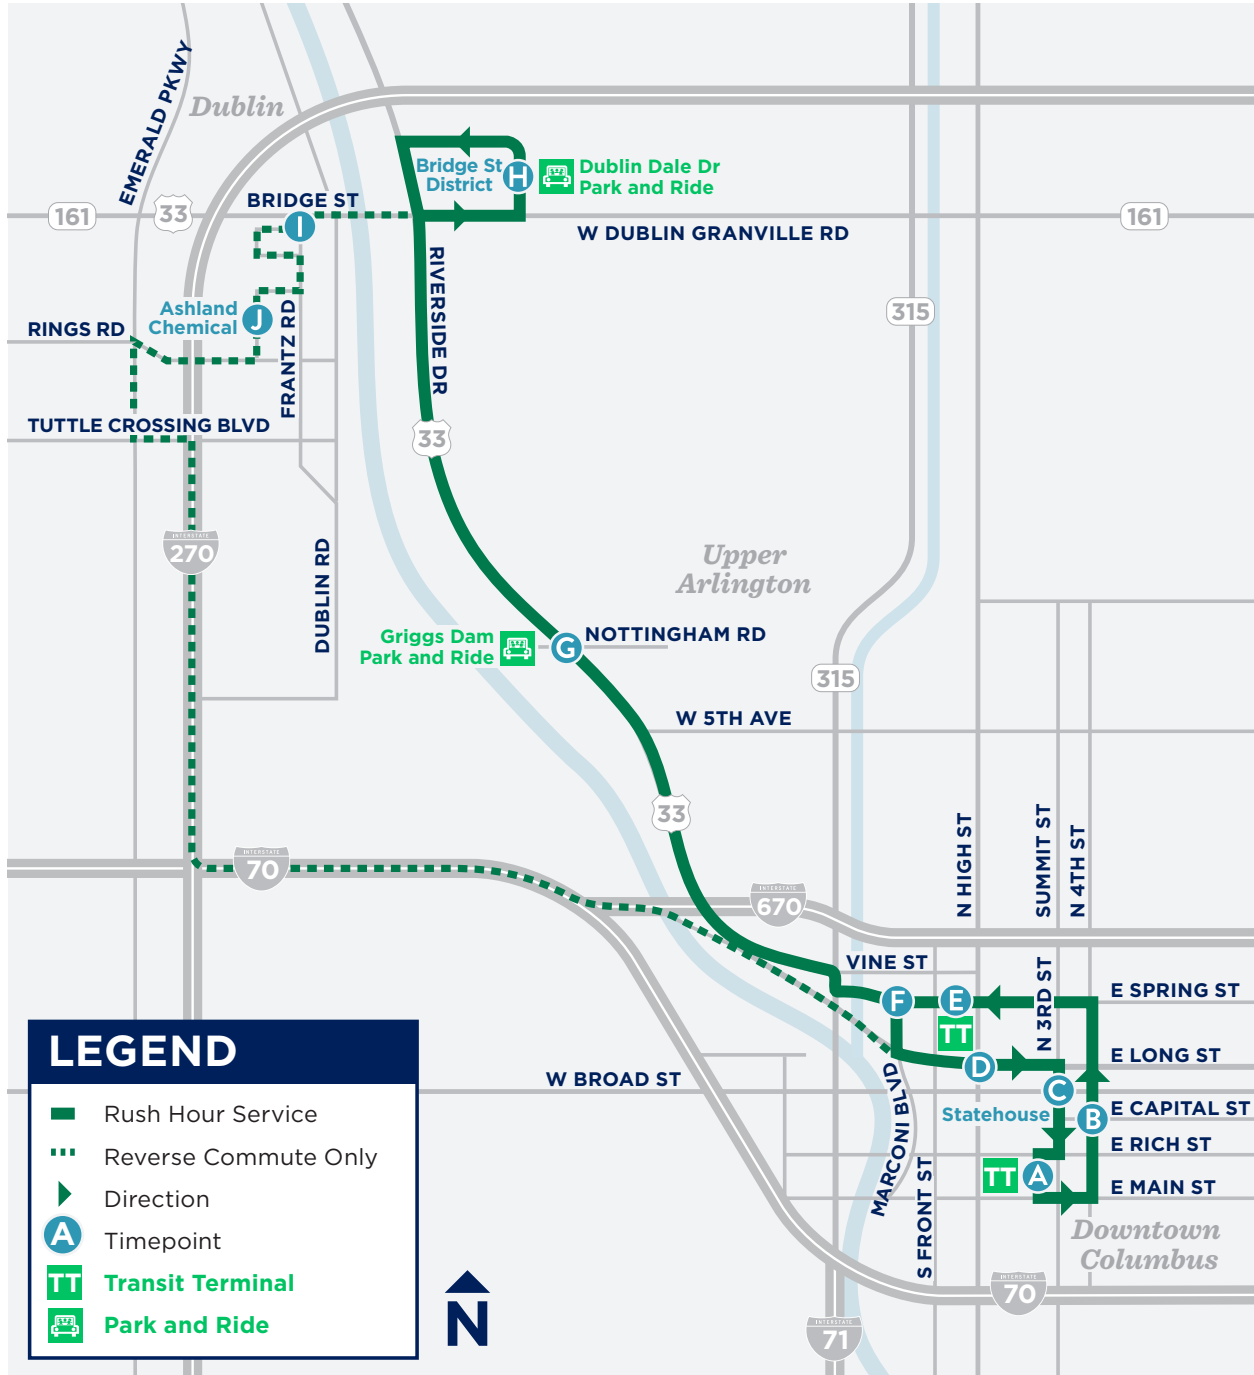 EMERALD PKWY
Dublin
33
161
BRIDGE ST
Bridge St
District
H
Dublin Dale Dr
Park and Ride
161
W DUBLIN GRANVILLE RD
I
RIVERSIDE DR
Ashland
Chemical
J
FRANTZ RD
RINGS RD
315
TUTTLE CROSSING BLVD
33
INTERSTATE
270
DUBLIN RD
Upper
Arlington
Griggs Dam
Park and Ride
G
NOTTINGHAM RD
315
W 5TH AVE
33
N HIGH ST
SUMMIT ST
N 4TH ST
INTERSTATE
70
INTERSTATE
670
VINE ST
N 3RD ST
E SPRING ST
F
E
TT
D
E LONG ST
W BROAD ST
C
Statehouse
B
E CAPITAL ST
MARCONI BLVD
E RICH ST
TT
A
E MAIN ST
S FRONT ST
Downtown
Columbus
INTERSTATE
70
INTERSTATE
71
LEGEND
Rush Hour Service
Reverse Commute Only
Direction
A
Timepoint
TT
Transit Terminal
Park and Ride
N